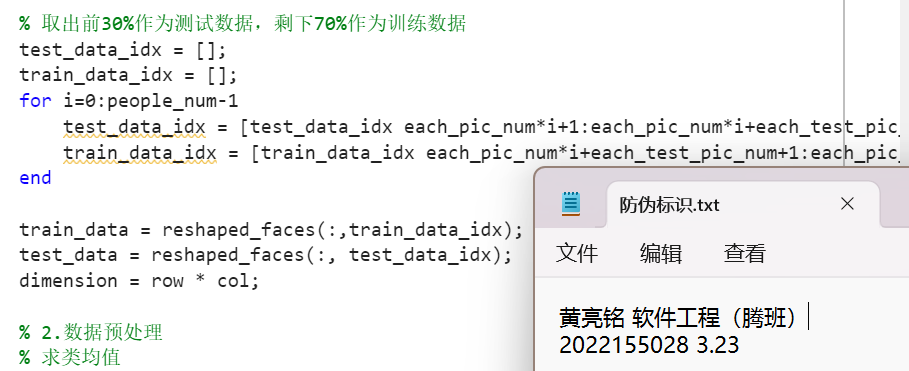 % 取出前30%作为测试数据，剩下70%作为训练数据
test_data_idx = [];
train_data_idx = [];
for i=0:people_num-1
test_data_idx = [test_data_idx each_pic_num*i+1:each_pic_num*i+each_test_pic_
train_data_idx = [train_data_idx each_pic_num*i+each_test_pic_num+1:each_pic_
end
train_data = reshaped_faces(:,train_data_idx);
test_data = reshaped_faces(:, test_data_idx);
dimension = row * col;
% 2.数据预处理
% 求类均值
防伪标识.txt
文件 编辑 查看
黄亮铭 软件工程（腾班）
2022155028 3.23